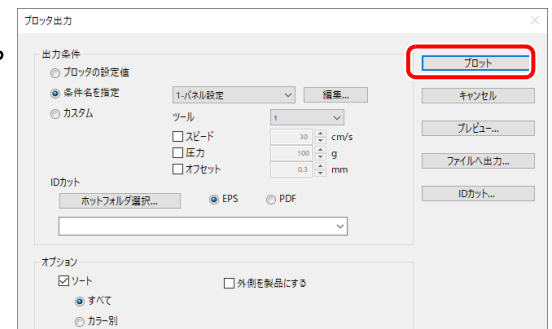 プロッタ出力
出力条件
プロッタの設定値
条件名を指定
1-パネル設定
編集...
カスタム
ツール
1
スピード
30
cm/s
圧力
100
g
オフセット
0.3
mm
IDカット
ホットフォルダ選択...
EPS
PDF
プロット
キャンセル
プレビュー...
ファイルへ出力...
IDカット...
オプション
ソート
外側を製品にする
すべて
カラー別